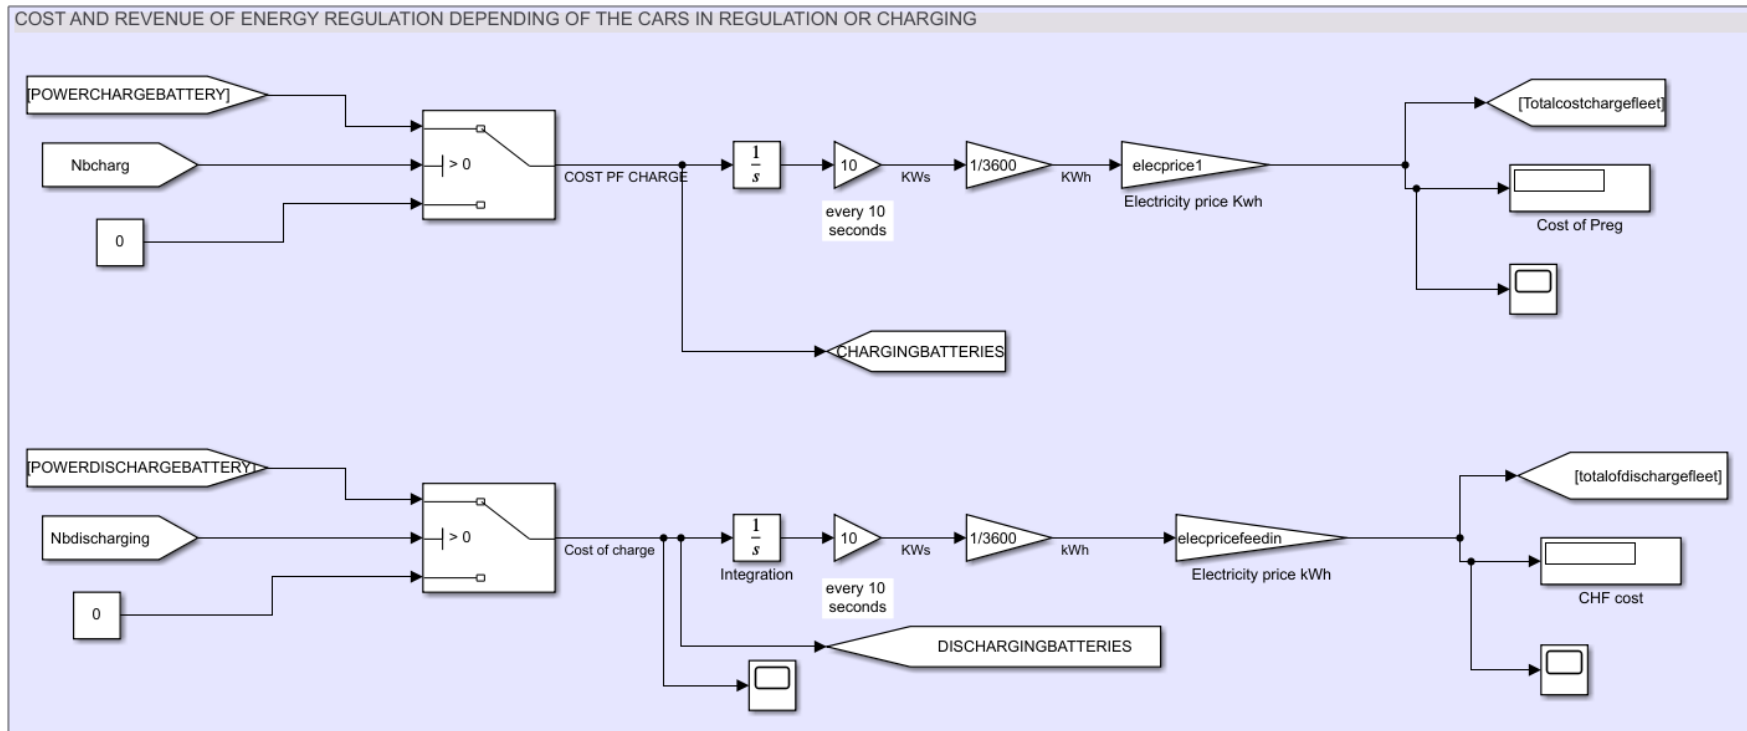 COST AND REVENUE OF ENERGY REGULATION DEPENDING OF THE CARS IN REGULATION OR CHARGING
[POWERCHARGEBATTERY]
Nbcharg
0
> 0
COST PF CHARGE
1
s
10
every 10
seconds
KWs
1/3600
KWh
elecprice1
Electricity price Kwh
[Totalcostchargefleet]
Cost of Preg
CHARGINGBATTERIES
[POWERDISCHARGEBATTERY]
Nbdischarging
0
> 0
Cost of charge
1
s
Integration
10
every 10
seconds
KWs
1/3600
kWh
elecpricefeedin
Electricity price kWh
[totalofdischargefleet]
CHF cost
DISCHARGINGBATTERIES